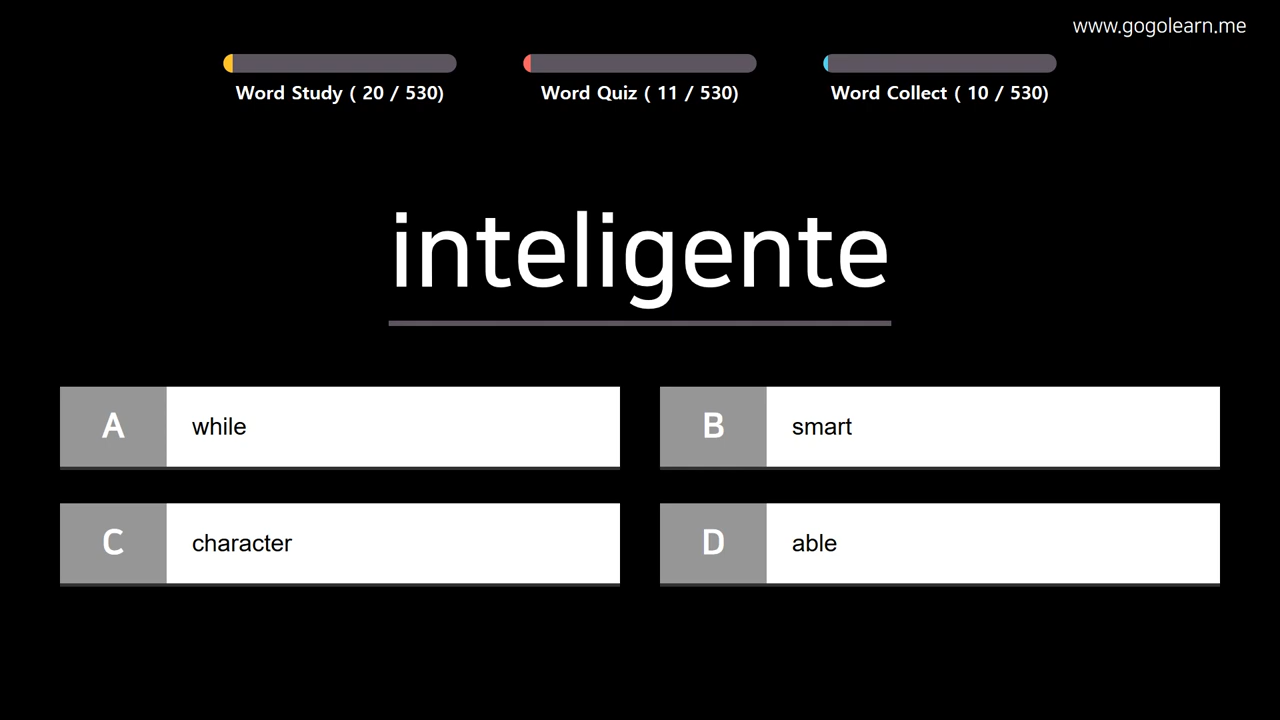 www.gogolearn.me
Word Study ( 20 / 530)
Word Quiz ( 11 / 530)
Word Collect ( 10 / 530)
inteligente
A while
B smart
C character
D able